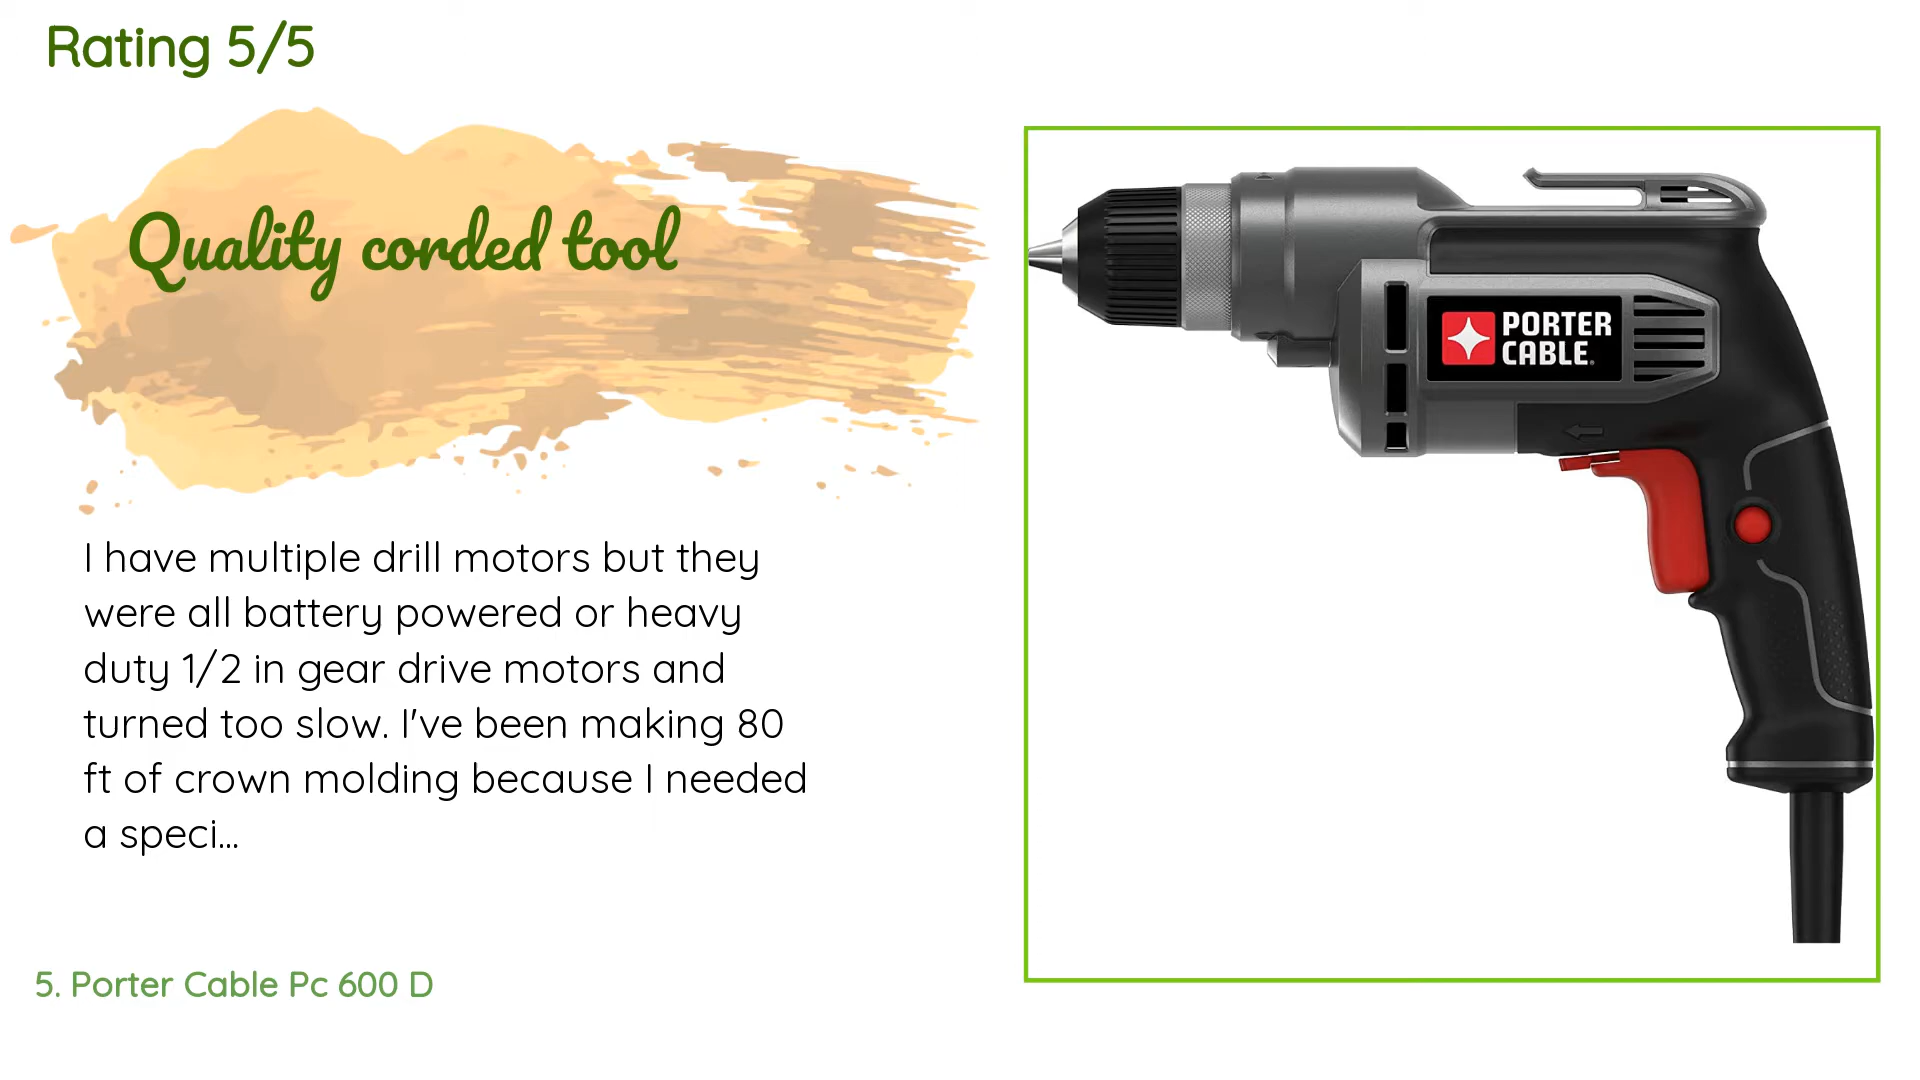 Rating 5/5
Quality corded tool
I have multiple drill motors but they
were all battery powered or heavy
duty 1/2 in gear drive motors and
turned too slow. I've been making 80
ft of crown molding because I needed
a speci...
PORTER
CABLE
5. Porter Cable Pc 600 D